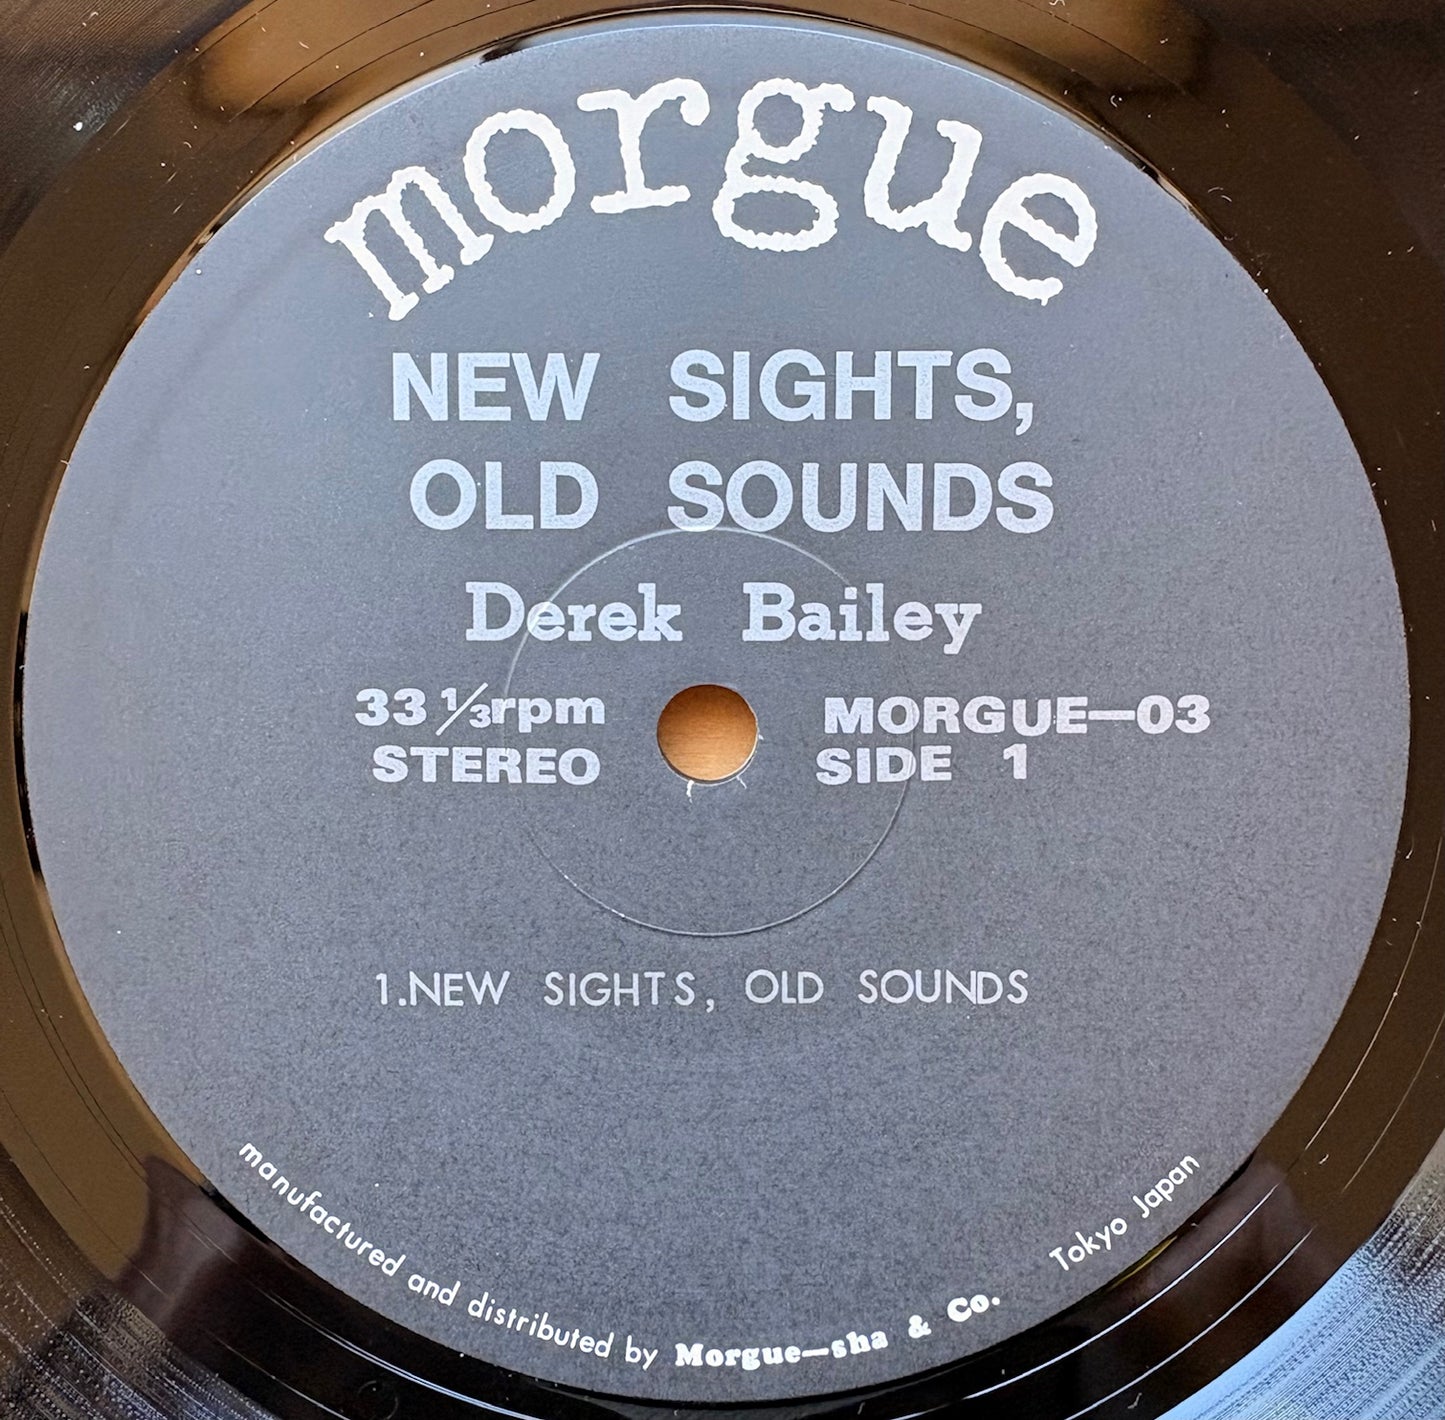 morgue
NEW SIGHTS,
OLD SOUNDS
Derek Bailey
33 1/3rpm
STEREO
MORGUE—03
SIDE 1
1.NEW SIGHTS, OLD SOUNDS
manufactured and distributed by Morgue—sha & Co. Tokyo Japan